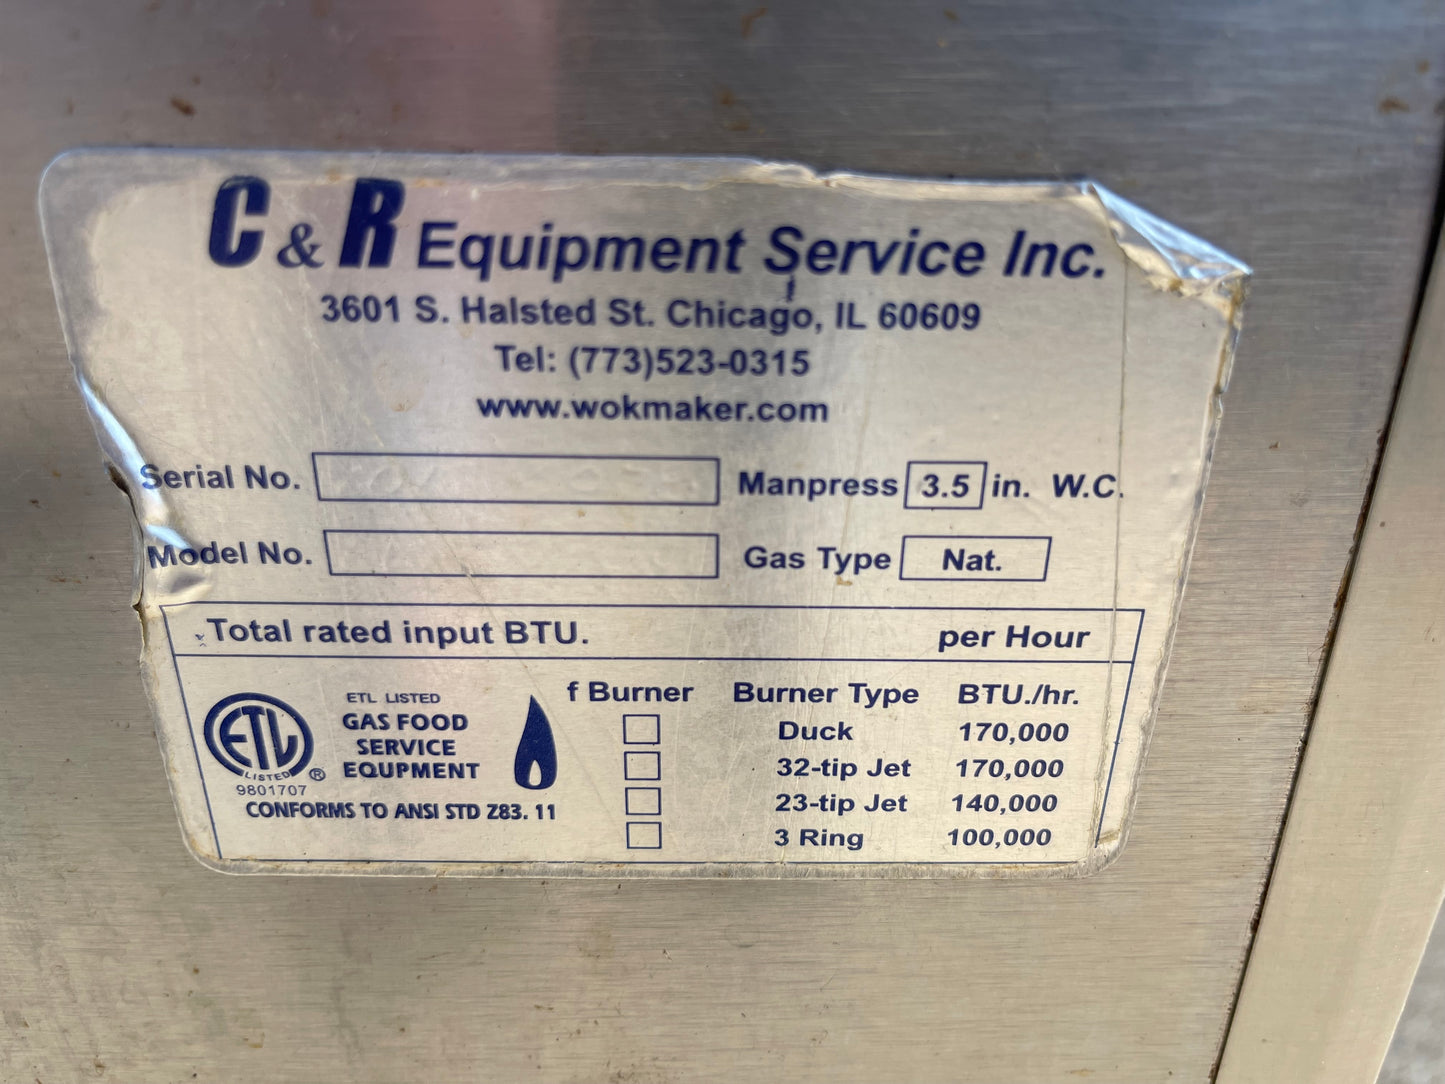 C & R Equipment Service Inc.
3601 S. Halsted St. Chicago, IL 60609
Tel: (773)523-0315
www.wokmaker.com
Serial No. Manpress 3.5 in. W.C.
Model No. Gas Type Nat.
Total rated input BTU. per Hour
ETL LISTED
GAS FOOD
SERVICE
EQUPMENT
ETL
LISTED
®
9801707
CONFORMS TO ANSI STD Z83. 11
f Burner Burner Type BTU./hr.
Duck 170,000
32-tip Jet 170,000
23-tip Jet 140,000
3 Ring 100,000